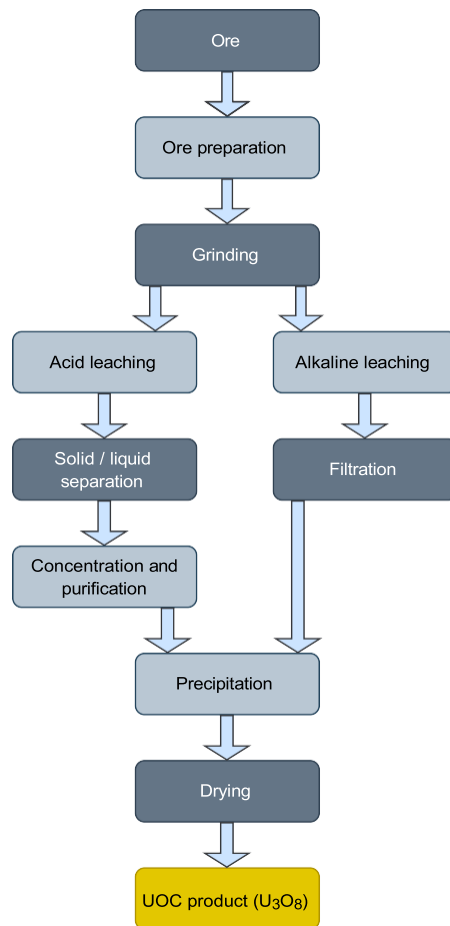 Ore
Ore preparation
Grinding
Acid leaching
Alkaline leaching
Solid / liquid
separation
Filtration
Concentration and
purification
Precipitation
Drying
UOC product (U₃O₈)